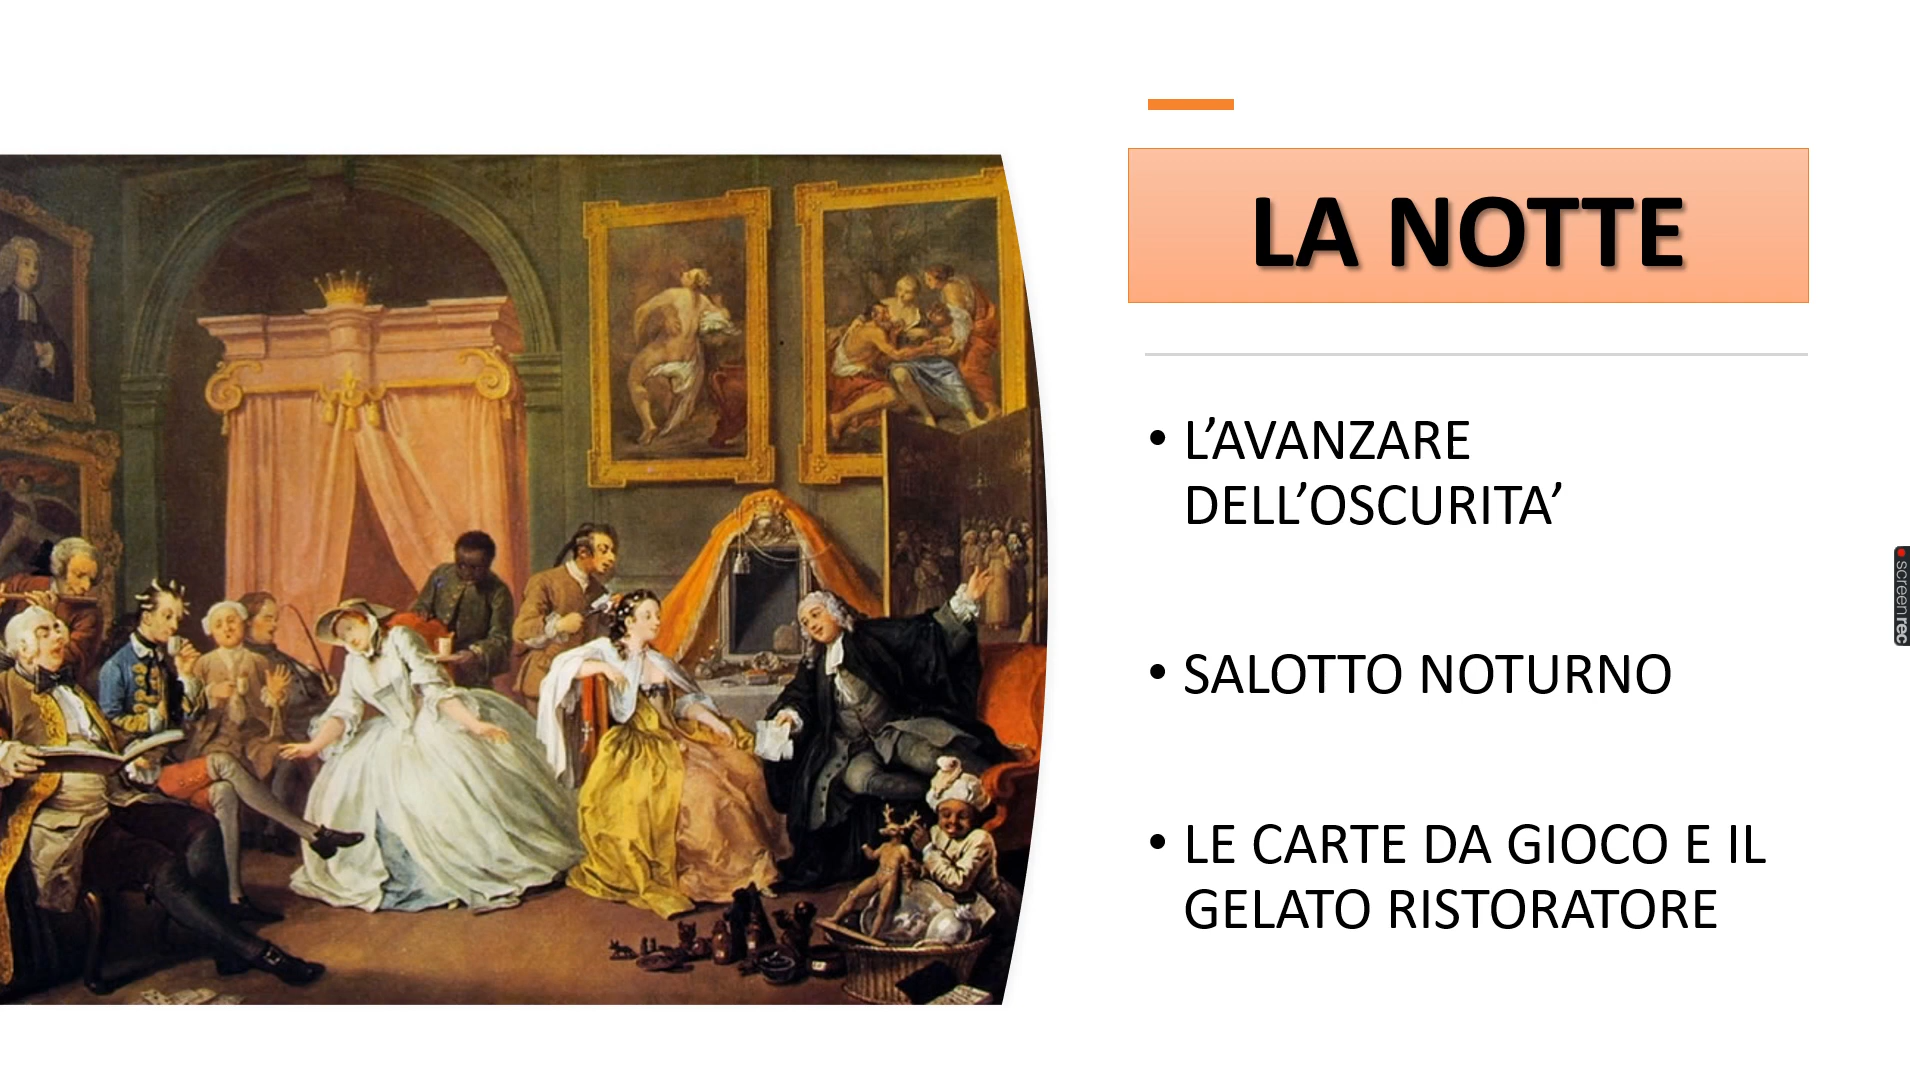 LA NOTTE
• L’AVANZARE
DELL’OSCURITA’
• SALOTTO NOTURNO
• LE CARTE DA GIOCO E IL
GELATO RISTORATORE
screenrec